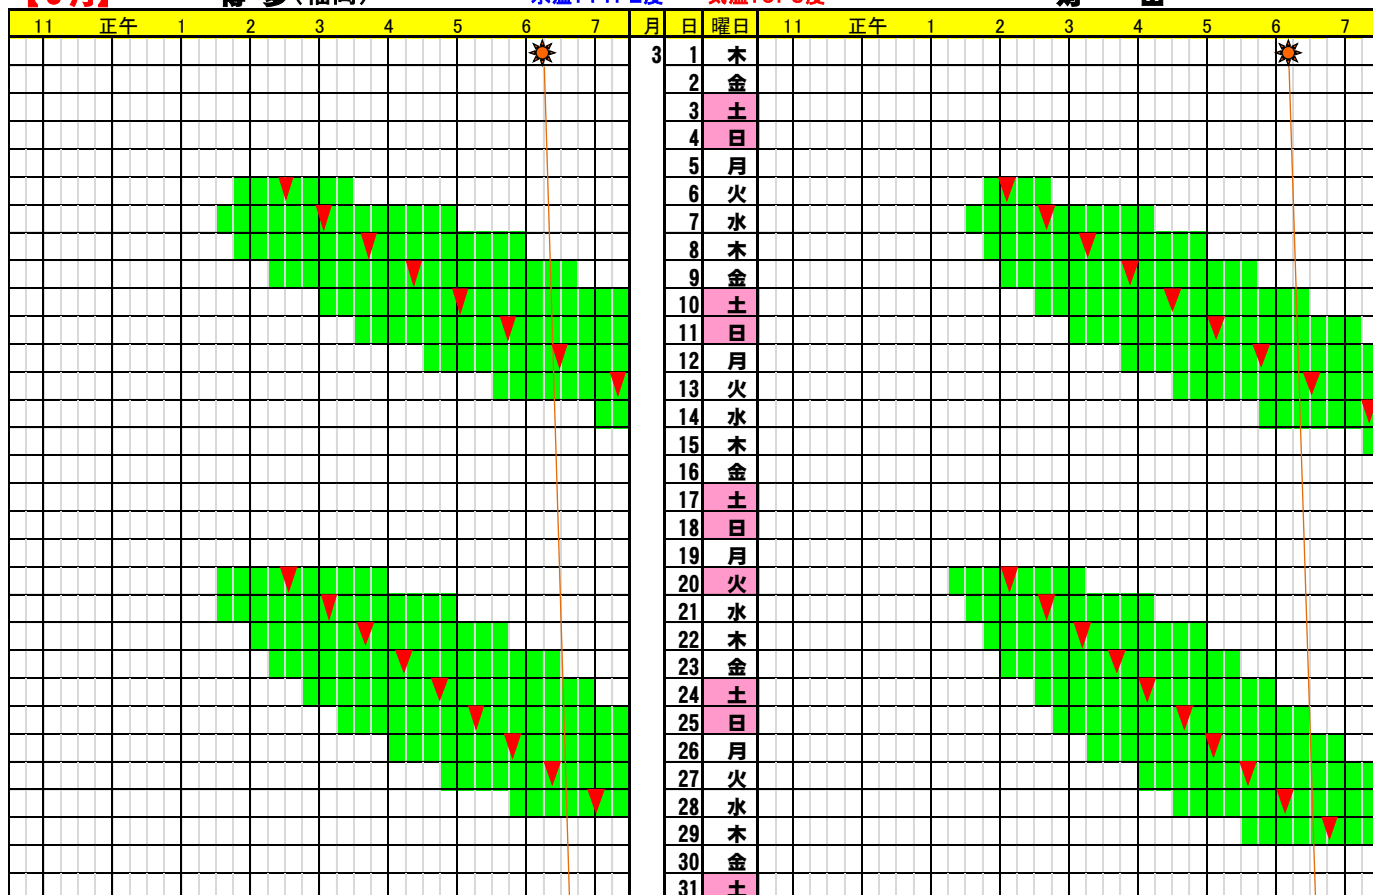 11 正午 1 2 3 4 5 6 7 月 日 曜日 11 正午 1 2 3 4 5 6 7
3 1 木
2 金
3 土
4 日
5 月
6 火
7 水
8 木
9 金
10 土
11 日
12 月
13 火
14 水
15 木
16 金
17 土
18 日
19 月
20 火
21 水
22 木
23 金
24 土
25 日
26 月
27 火
28 水
29 木
30 金
31 土